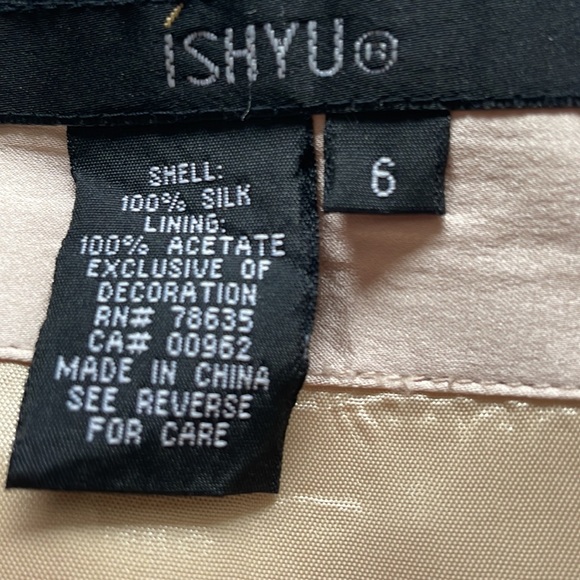 ISHYU®
6
SHELL:
100% SILK
LINING:
100% ACETATE
EXCLUSIVE OF
DECORATION
RN# 78635
CA# 00962
MADE IN CHINA
SEE REVERSE
FOR CARE